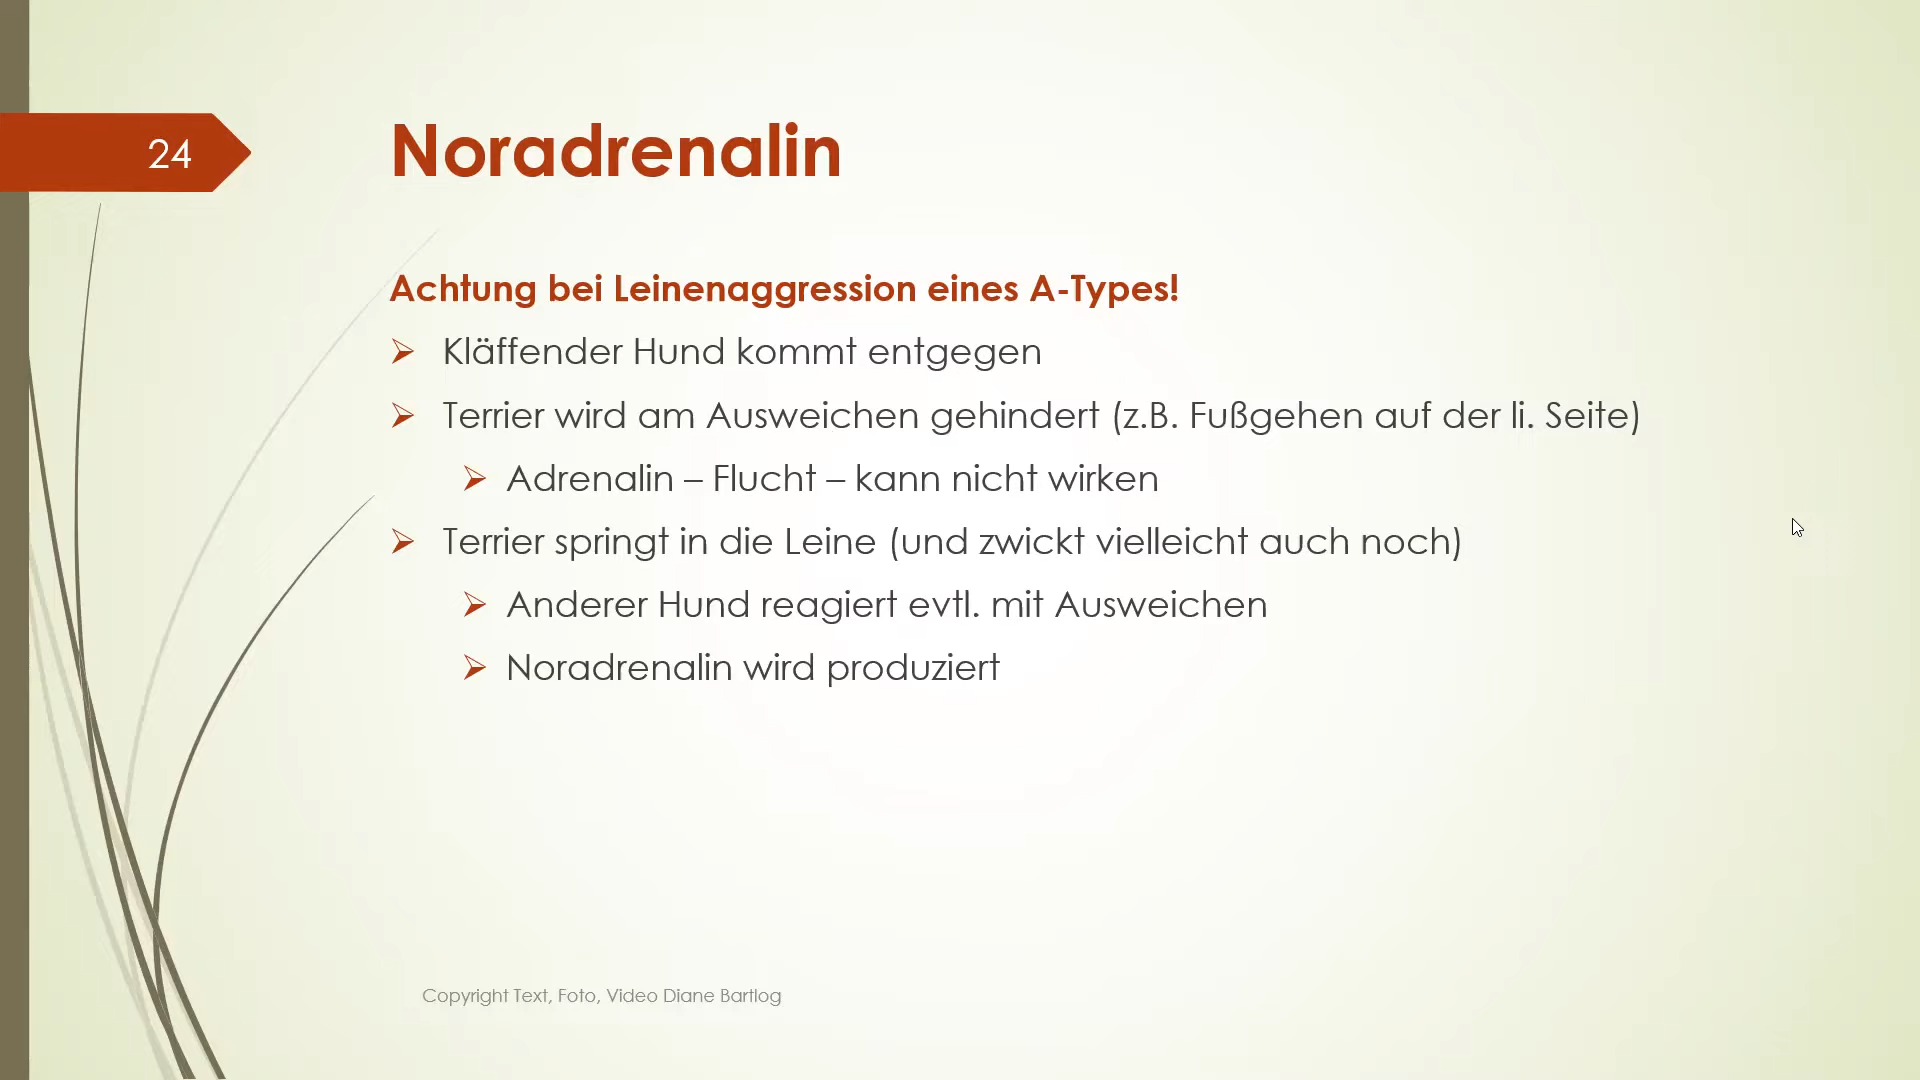 24
Noradrenalin
Achtung bei Leinenaggression eines A-Types!
Kläffender Hund kommt entgegen
Terrier wird am Ausweichen gehindert (z.B. Fußgehen auf der li. Seite)
Adrenalin – Flucht – kann nicht wirken
Terrier springt in die Leine (und zwickt vielleicht auch noch)
Anderer Hund reagiert evtl. mit Ausweichen
Noradrenalin wird produziert
Copyright Text, Foto, Video Diane Bartlog